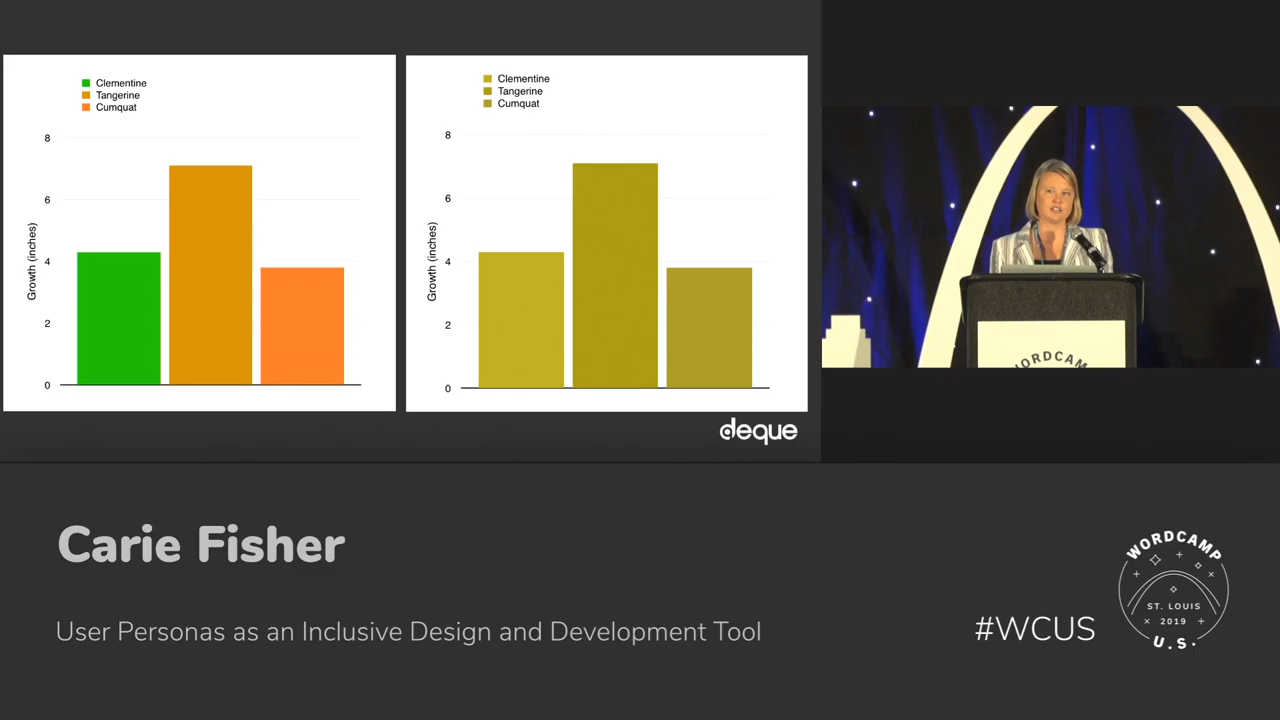 Clementine
Tangerine
Cumquat
8
6
4
2
0
Growth (inches)
Clementine
Tangerine
Cumquat
8
6
4
2
0
Growth (inches)
deque
WORDCAM
Carie Fisher
User Personas as an Inclusive Design and Development Tool
#WCUS
WORDCAMP
ST. LOUIS
2019
U.S.